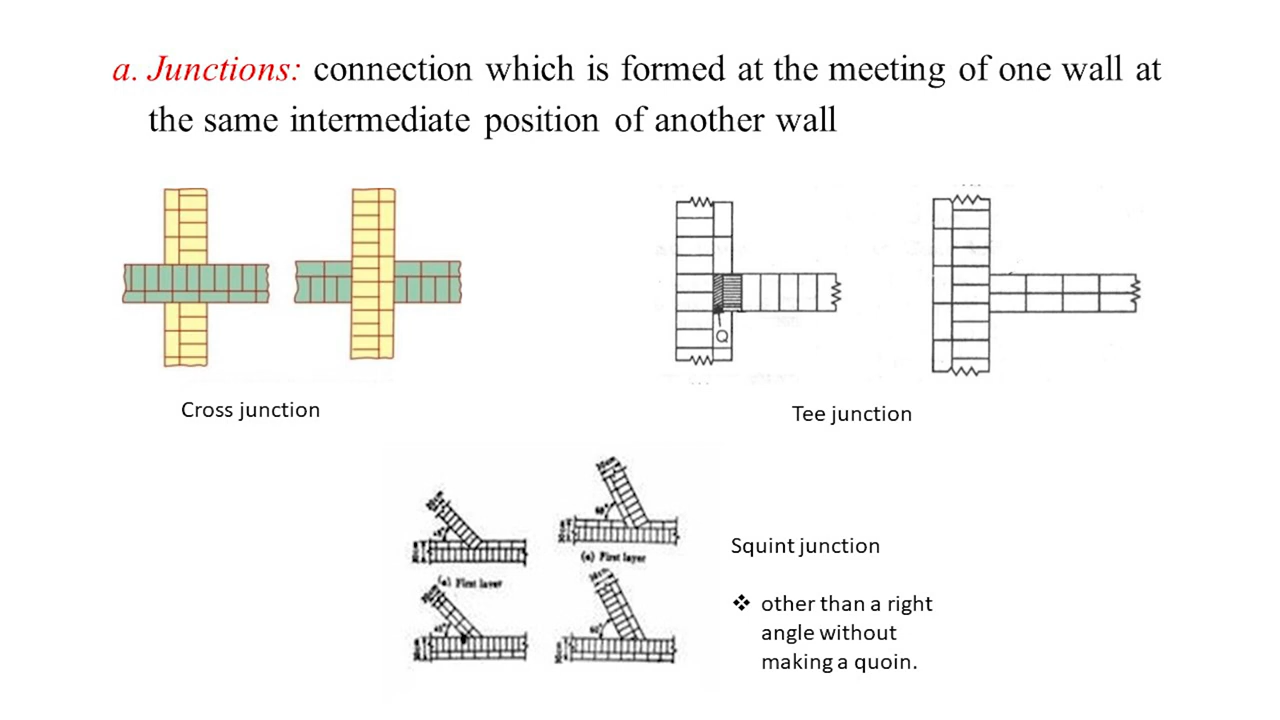 a. Junctions: connection which is formed at the meeting of one wall at
the same intermediate position of another wall
Q
Cross junction
Tee junction
(a) First layer
(a) First layer
Squint junction
❖ other than a right
angle without
making a quoin.